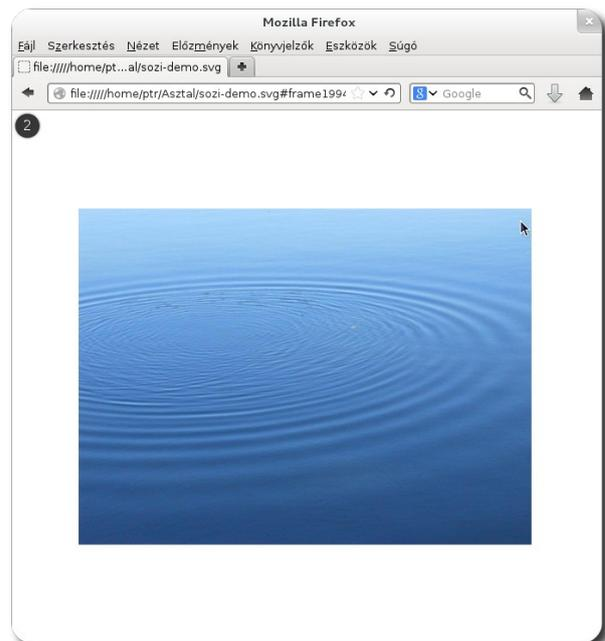 Mozilla Firefox
Fájl Szerkesztés Nézet Előzmények Könyvjelzők Eszközök Súgó
file://///home/pt...al/sozi-demo.svg
file://///home/ptr/Asztal/sozi-demo.svg#frame1994 Google
2